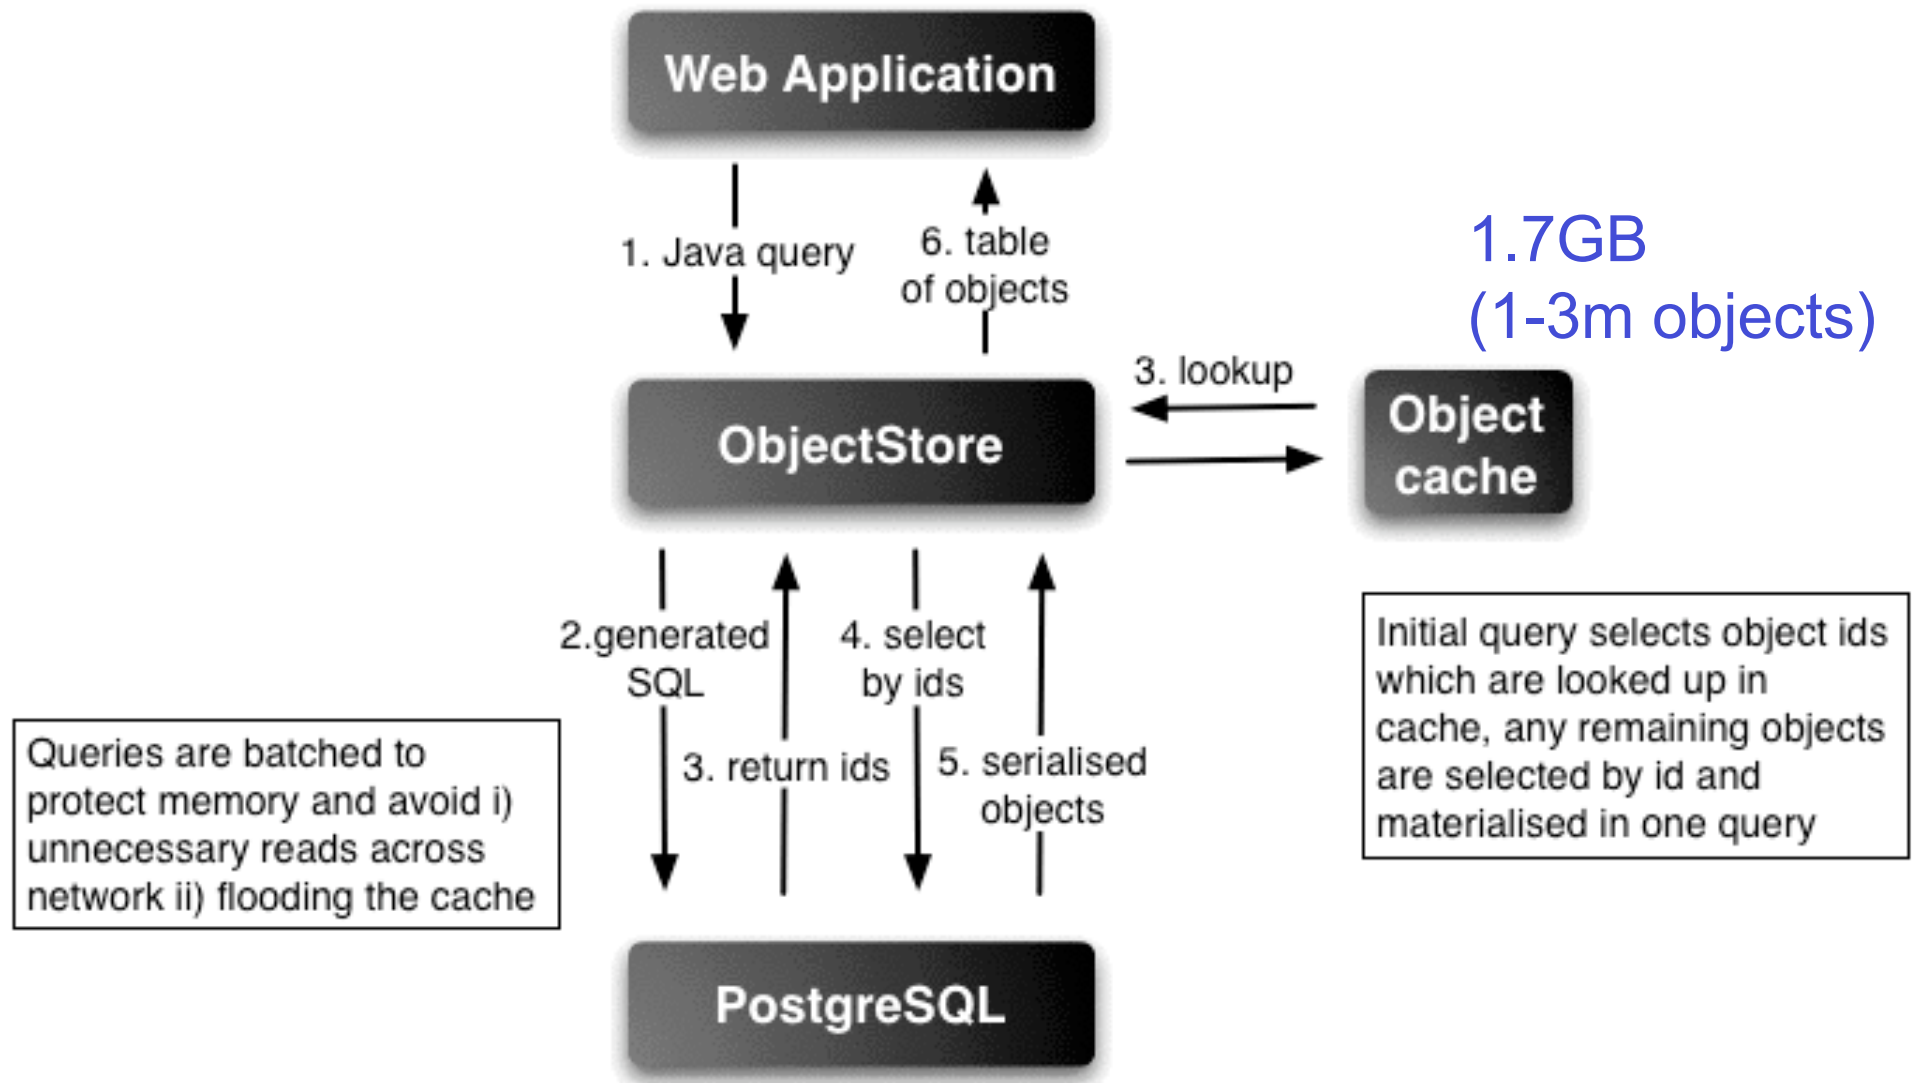 Web Application
1. Java query
6. table
of objects
1.7GB
(1-3m objects)
3. lookup
ObjectStore
Object
cache
2.generated
SQL
4. select
by ids
3. return ids
5. serialised
objects
Queries are batched to
protect memory and avoid i)
unnecessary reads across
network ii) flooding the cache
Initial query selects object ids
which are looked up in
cache, any remaining objects
are selected by id and
materialised in one query
PostgreSQL